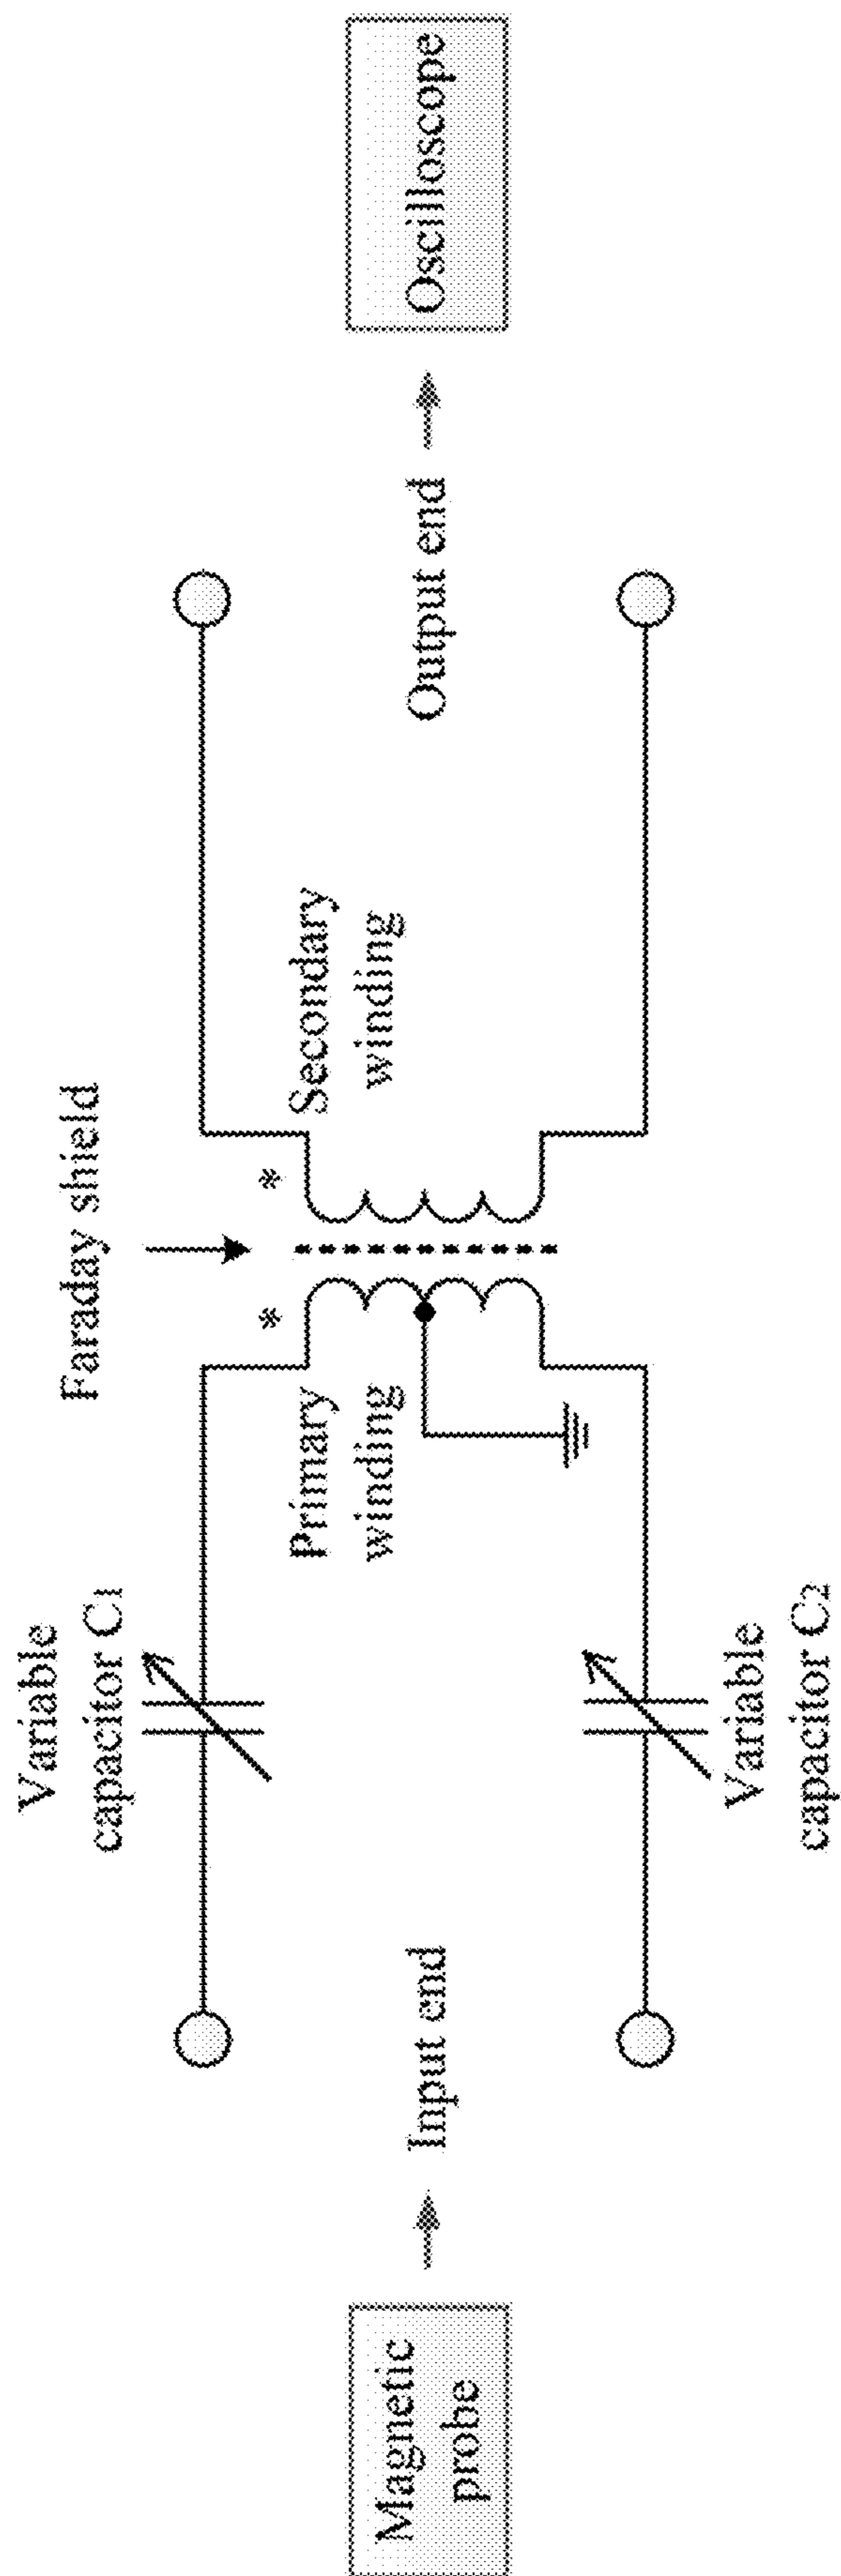 Magnetic
probe
Input end
Variable
capacitor C1
Variable
capacitor C2
Primary
winding
*
Faraday shield
*
Secondary
winding
Output end
Oscilloscope